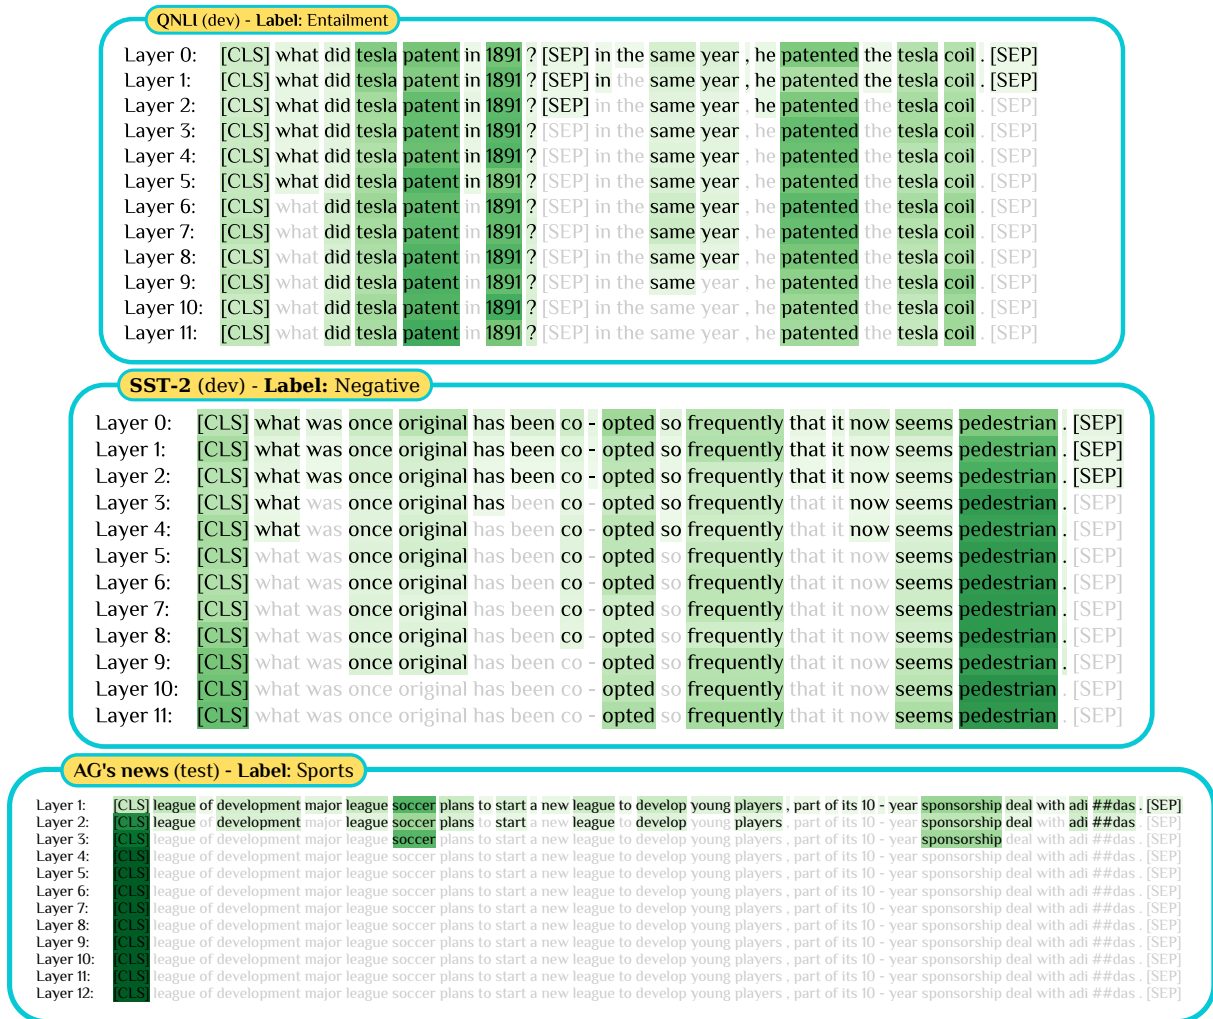 QNLI (dev) - Label: Entailment
Layer 0: [CLS] what did tesla patent in 1891 ? [SEP] in the same year , he patented the tesla coil . [SEP]
Layer 1: [CLS] what did tesla patent in 1891 ? [SEP] in the same year , he patented the tesla coil . [SEP]
Layer 2: [CLS] what did tesla patent in 1891 ? [SEP] in the same year , he patented the tesla coil . [SEP]
Layer 3: [CLS] what did tesla patent in 1891 ? [SEP] in the same year , he patented the tesla coil . [SEP]
Layer 4: [CLS] what did tesla patent in 1891 ? [SEP] in the same year , he patented the tesla coil . [SEP]
Layer 5: [CLS] what did tesla patent in 1891 ? [SEP] in the same year , he patented the tesla coil . [SEP]
Layer 6: [CLS] what did tesla patent in 1891 ? [SEP] in the same year , he patented the tesla coil . [SEP]
Layer 7: [CLS] what did tesla patent in 1891 ? [SEP] in the same year , he patented the tesla coil . [SEP]
Layer 8: [CLS] what did tesla patent in 1891 ? [SEP] in the same year , he patented the tesla coil . [SEP]
Layer 9: [CLS] what did tesla patent in 1891 ? [SEP] in the same year , he patented the tesla coil . [SEP]
Layer 10: [CLS] what did tesla patent in 1891 ? [SEP] in the same year , he patented the tesla coil . [SEP]
Layer 11: [CLS] what did tesla patent in 1891 ? [SEP] in the same year , he patented the tesla coil . [SEP]
SST-2 (dev) - Label: Negative
Layer 0: [CLS] what was once original has been co - opted so frequently that it now seems pedestrian . [SEP]
Layer 1: [CLS] what was once original has been co - opted so frequently that it now seems pedestrian . [SEP]
Layer 2: [CLS] what was once original has been co - opted so frequently that it now seems pedestrian . [SEP]
Layer 3: [CLS] what was once original has been co - opted so frequently that it now seems pedestrian . [SEP]
Layer 4: [CLS] what was once original has been co - opted so frequently that it now seems pedestrian . [SEP]
Layer 5: [CLS] what was once original has been co - opted so frequently that it now seems pedestrian . [SEP]
Layer 6: [CLS] what was once original has been co - opted so frequently that it now seems pedestrian . [SEP]
Layer 7: [CLS] what was once original has been co - opted so frequently that it now seems pedestrian . [SEP]
Layer 8: [CLS] what was once original has been co - opted so frequently that it now seems pedestrian . [SEP]
Layer 9: [CLS] what was once original has been co - opted so frequently that it now seems pedestrian . [SEP]
Layer 10: [CLS] what was once original has been co - opted so frequently that it now seems pedestrian . [SEP]
Layer 11: [CLS] what was once original has been co - opted so frequently that it now seems pedestrian . [SEP]
AG's news (test) - Label: Sports
Layer 1: [CLS] league of development major league soccer plans to start a new league to develop young players , part of its 10 - year sponsorship deal with adi ##das . [SEP]
Layer 2: [CLS] league of development major league soccer plans to start a new league to develop young players , part of its 10 - year sponsorship deal with adi ##das . [SEP]
Layer 3: [CLS] league of development major league soccer plans to start a new league to develop young players , part of its 10 - year sponsorship deal with adi ##das . [SEP]
Layer 4: [CLS] league of development major league soccer plans to start a new league to develop young players , part of its 10 - year sponsorship deal with adi ##das . [SEP]
Layer 5: [CLS] league of development major league soccer plans to start a new league to develop young players , part of its 10 - year sponsorship deal with adi ##das . [SEP]
Layer 6: [CLS] league of development major league soccer plans to start a new league to develop young players , part of its 10 - year sponsorship deal with adi ##das . [SEP]
Layer 7: [CLS] league of development major league soccer plans to start a new league to develop young players , part of its 10 - year sponsorship deal with adi ##das . [SEP]
Layer 8: [CLS] league of development major league soccer plans to start a new league to develop young players , part of its 10 - year sponsorship deal with adi ##das . [SEP]
Layer 9: [CLS] league of development major league soccer plans to start a new league to develop young players , part of its 10 - year sponsorship deal with adi ##das . [SEP]
Layer 10: [CLS] league of development major league soccer plans to start a new league to develop young players , part of its 10 - year sponsorship deal with adi ##das . [SEP]
Layer 11: [CLS] league of development major league soccer plans to start a new league to develop young players , part of its 10 - year sponsorship deal with adi ##das . [SEP]
Layer 12: [CLS] league of development major league soccer plans to start a new league to develop young players , part of its 10 - year sponsorship deal with adi ##das . [SEP]